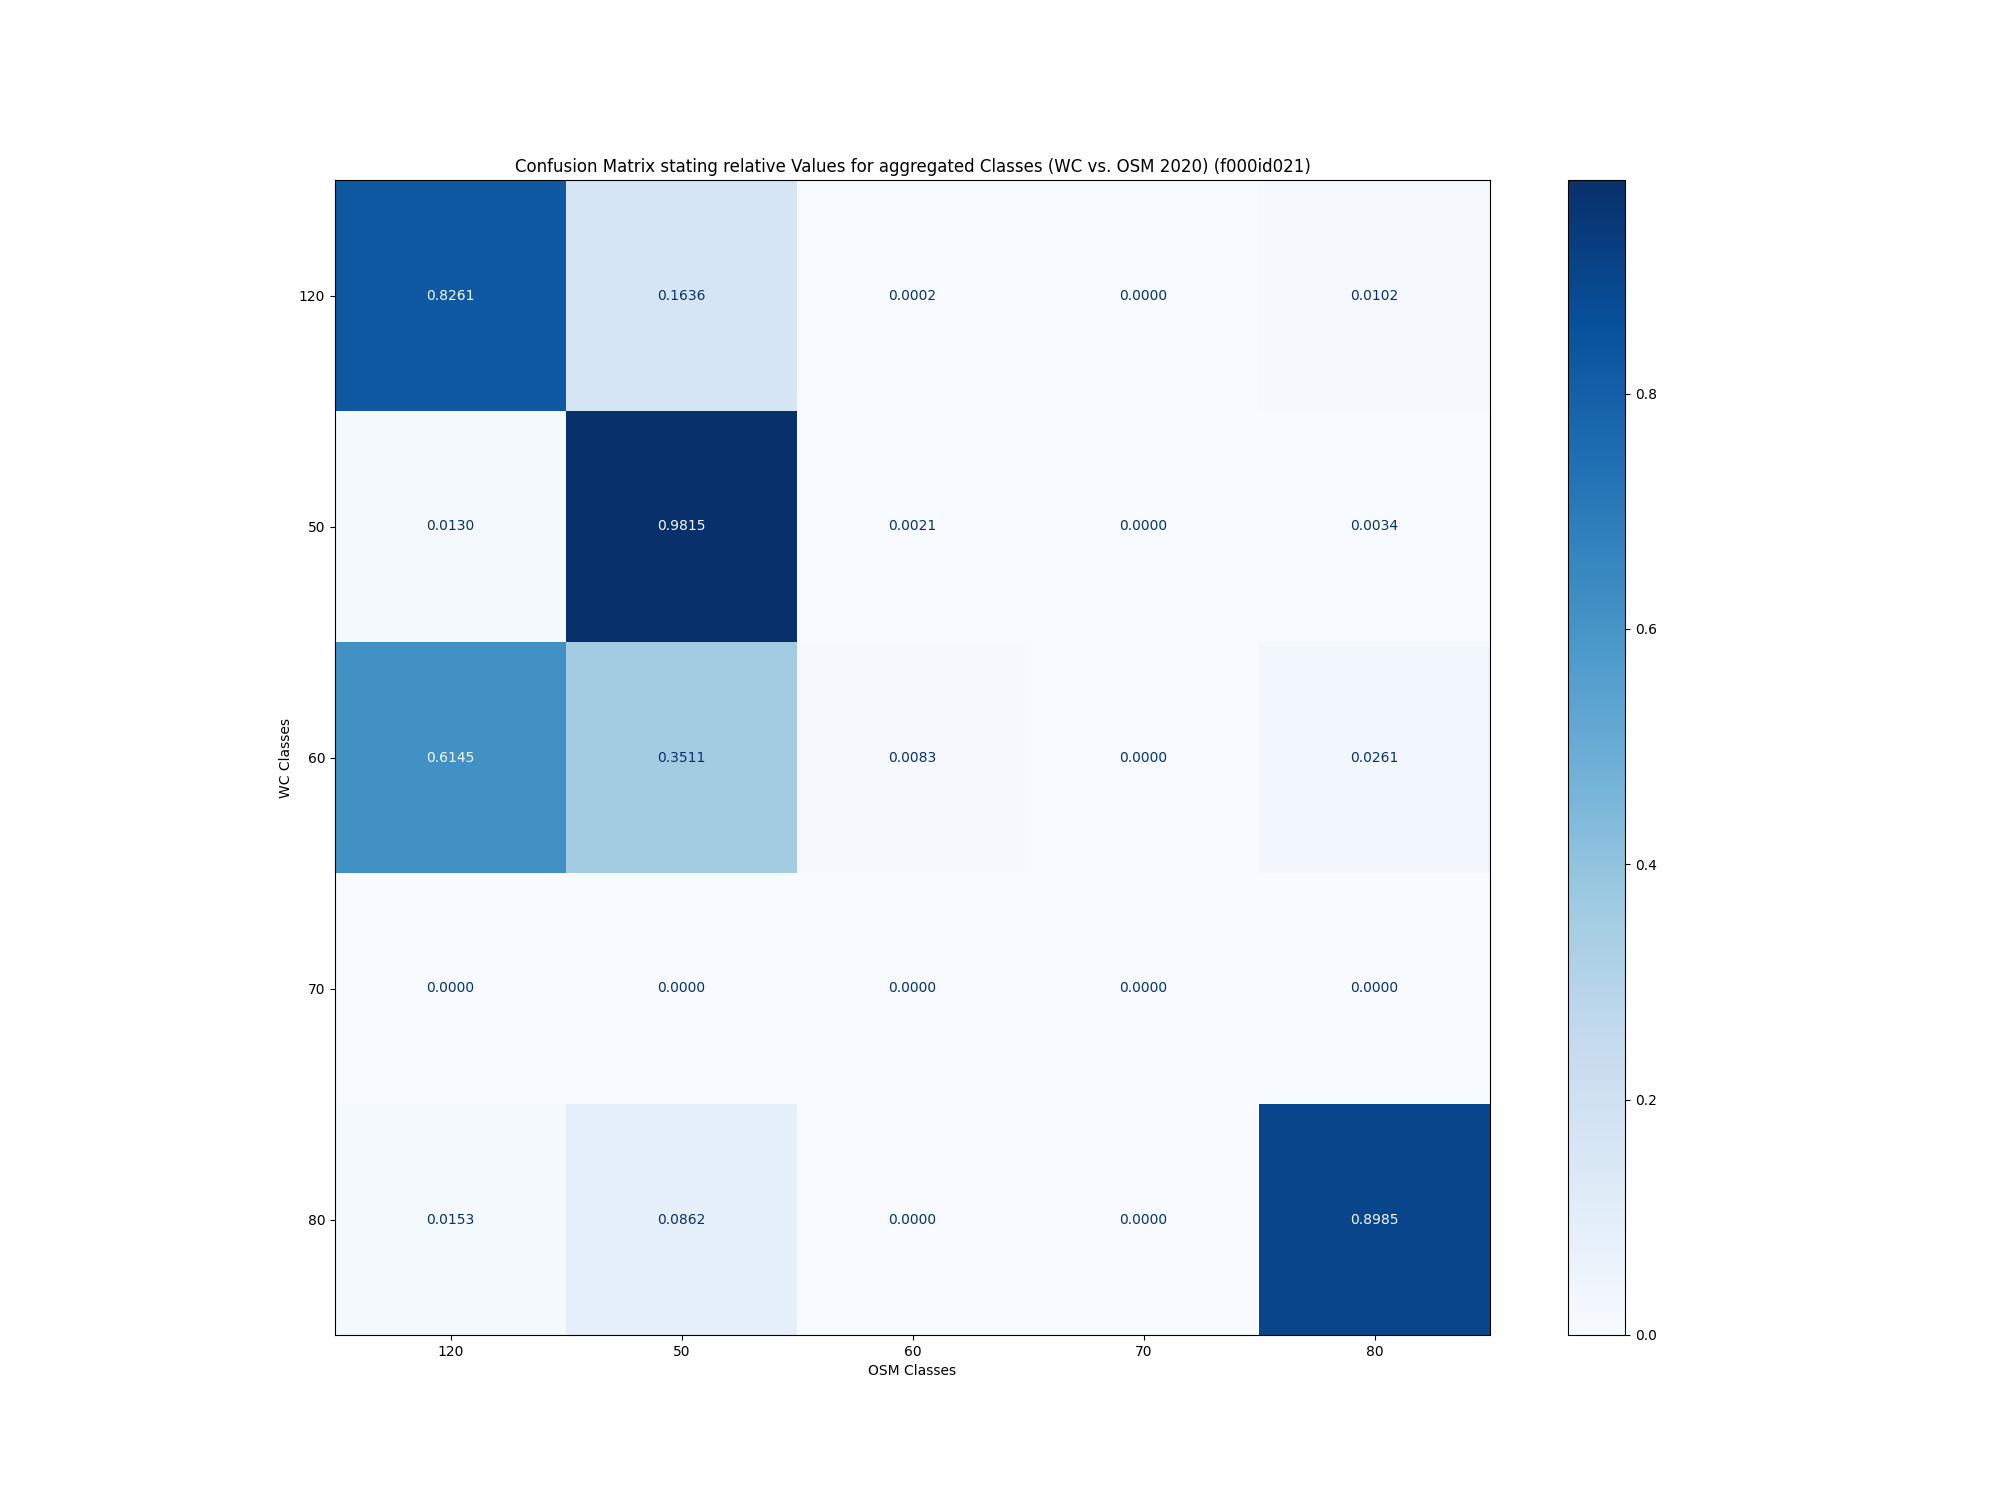 Confusion Matrix stating relative Values for aggregated Classes (WC vs. OSM 2020) (f000id021)
120 0.8261 0.1636 0.0002 0.0000 0.0102
50 0.0130 0.9815 0.0021 0.0000 0.0034
60 0.6145 0.3511 0.0083 0.0000 0.0261
70 0.0000 0.0000 0.0000 0.0000 0.0000
80 0.0153 0.0862 0.0000 0.0000 0.8985
120 50 60 70 80
OSM Classes
WC Classes
0.8
0.6
0.4
0.2
0.0